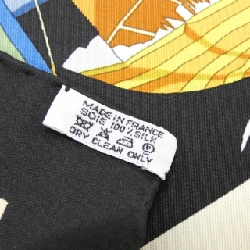 MADE IN FRANCE
SOIE 100% SILK
P
DRY CLEAN ONLY